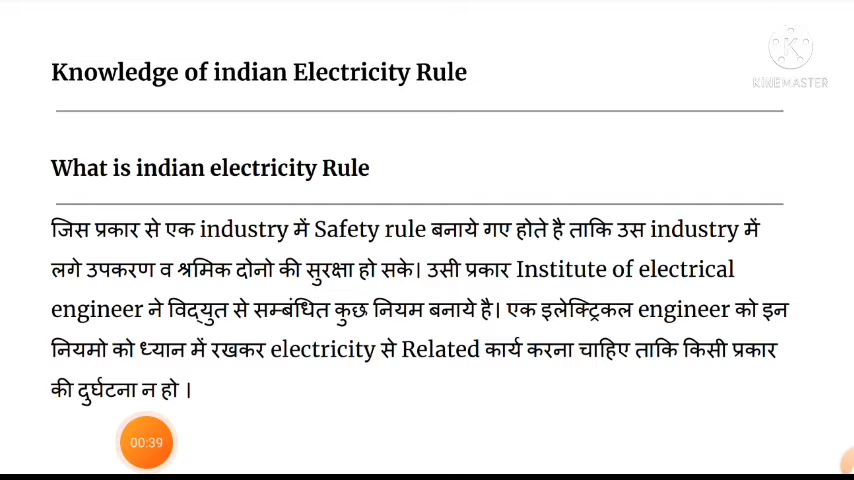 Knowledge of indian Electricity Rule
KINEMASTER
What is indian electricity Rule
जिस प्रकार से एक industry में Safety rule बनाये गए होते है ताकि उस industry में
लगे उपकरण व श्रमिक दोनो की सुरक्षा हो सके। उसी प्रकार Institute of electrical
engineer ने विद्युत से सम्बंधित कुछ नियम बनाये है। एक इलेक्ट्रिकल engineer को इन
नियमो को ध्यान में रखकर electricity से Related कार्य करना चाहिए ताकि किसी प्रकार
की दुर्घटना न हो ।
00:39